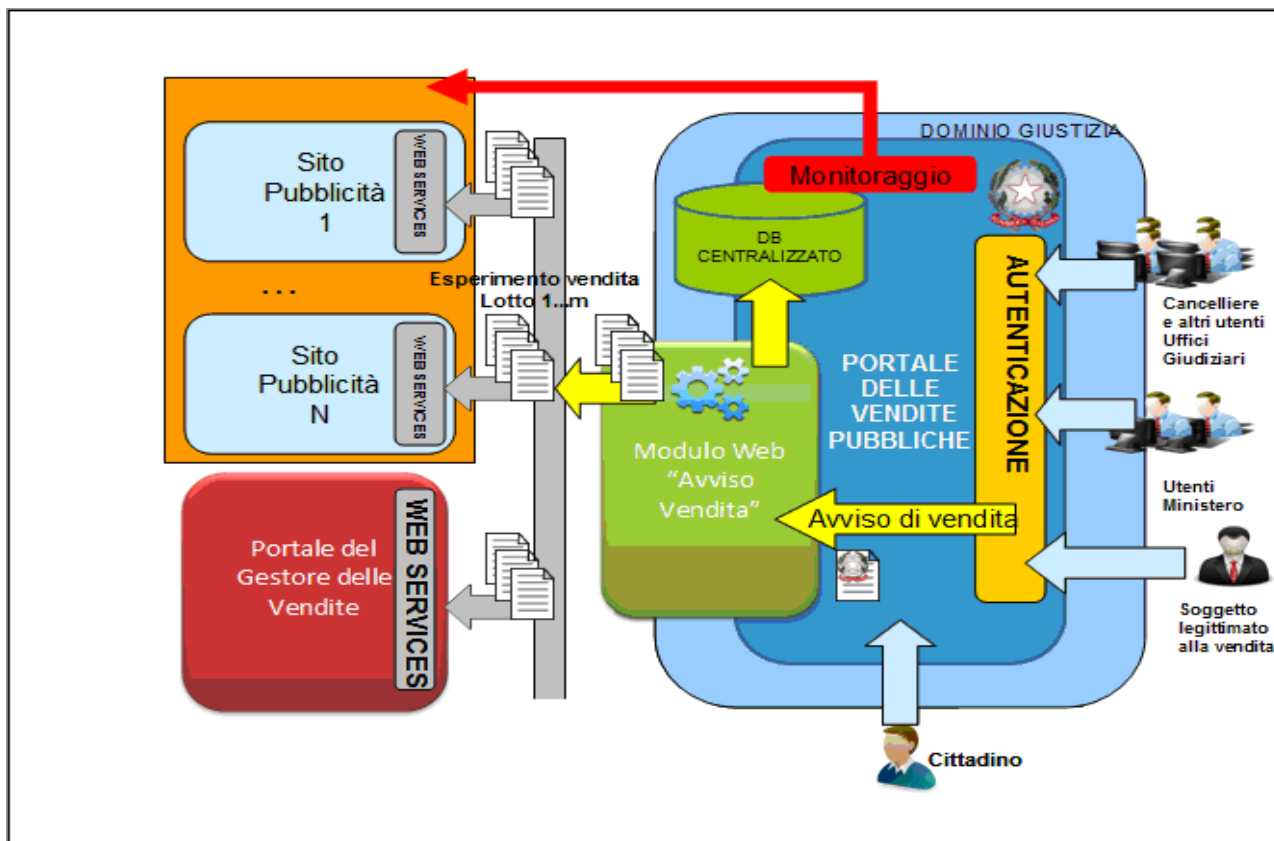 DOMINIO GIUSTIZIA
Monitoraggio
Sito
Pubblicità
1
WEB SERVICES
DB
CENTRALIZZATO
Esperimento vendita
Lotto 1...m
...
Sito
Pubblicità
N
WEB SERVICES
Modulo Web
“Avviso
Vendita”
PORTALE
DELLE
VENDITE
PUBBLICHE
AUTENTICAZIONE
Avviso di vendita
Cancelliere
e altri utenti
Uffici
Giudiziari
Utenti
Ministero
Soggetto
legittimato
alla vendita
Portale del
Gestore delle
Vendite
WEB SERVICES
Cittadino